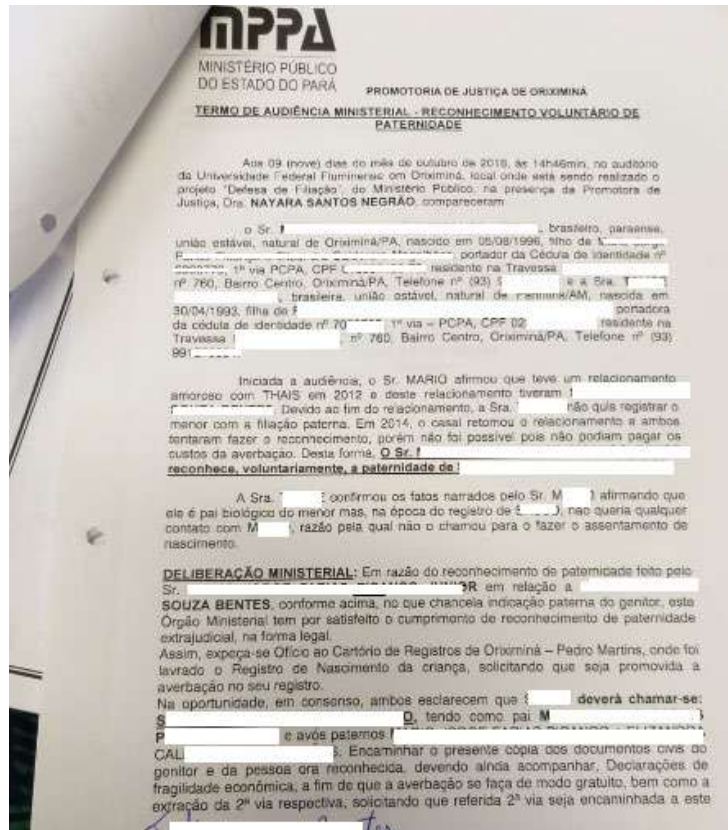 MPPA
MINISTÉRIO PÚBLICO
DO ESTADO DO PARÁ
PROMOTORIA DE JUSTIÇA DE ORIXIMINÁ
TERMO DE AUDIÊNCIA MINISTERIAL - RECONHECIMENTO VOLUNTÁRIO DE
PATERNIDADE
Aos 09 (nove) dias do mês de outubro de 2018, às 14h46min, no auditório
da Universidade Federal Fluminense em Oriximiná, local onde está sendo realizado o
projeto "Defesa de Filiação", do Ministério Público, na presença da Promotora de
Justiça, Dra. NAYARA SANTOS NEGRÃO, compareceram
o Sr. brasileiro, paraense,
união estável, natural de Oriximiná/PA, nascido em 05/08/1996, filho de
portador da Cédula de identidade nº
1ª via PCPA, CPF residente na Travessa
nº 760, Bairro Centro, Oriximiná/PA, Telefone nº (93) e a Sra.
, brasileira, união estável, natural de /AM, nascida em
30/04/1993, filha de portadora
da cédula de identidade nº 70 1ª via – PCPA, CPF 02 residente na
Travessa nº 760, Bairro Centro, Oriximiná/PA, Telefone nº (93)
991
Iniciada a audiência, o Sr. MARIO afirmou que teve um relacionamento
amoroso com THAIS em 2012 e deste relacionamento tiveram
. Devido ao fim do relacionamento, a Sra. não quis registrar o
menor com a filiação paterna. Em 2014, o casal retomou o relacionamento e ambos
tentaram fazer o reconhecimento, porém não foi possível pois não podiam pagar os
custos da averbação. Desta forma, O Sr.
reconhece, voluntariamente, a paternidade de
A Sra. confirmou os fatos narrados pelo Sr. M afirmando que
ele é pai biológico do menor mas, na época do registro de , nao queria qualquer
contato com M , razão pela qual não o chamou para o fazer o assentamento de
nascimento.
DELIBERAÇÃO MINISTERIAL: Em razão do reconhecimento de paternidade feito pelo
Sr. em relação a
SOUZA BENTES, conforme acima, no que chancela indicação paterna do genitor, este
Órgão Ministerial tem por satisfeito o cumprimento de reconhecimento de paternidade
extrajudicial, na forma legal.
Assim, expeça-se Ofício ao Cartório de Registros de Oriximiná – Pedro Martins, onde foi
lavrado o Registro de Nascimento da criança, solicitando que seja promovida a
averbação no seu registro.
Na oportunidade, em consenso, ambos esclarecem que S deverá chamar-se:
S O, tendo como pai M
P e avós paternos
CAL . Encaminhar o presente cópia dos documentos civis do
genitor e da pessoa ora reconhecida, devendo ainda acompanhar, Declarações de
fragilidade econômica, a fim de que a averbação se faça de modo gratuito, bem como a
extração da 2ª via respectiva, solicitando que referida 2ª via seja encaminhada a este